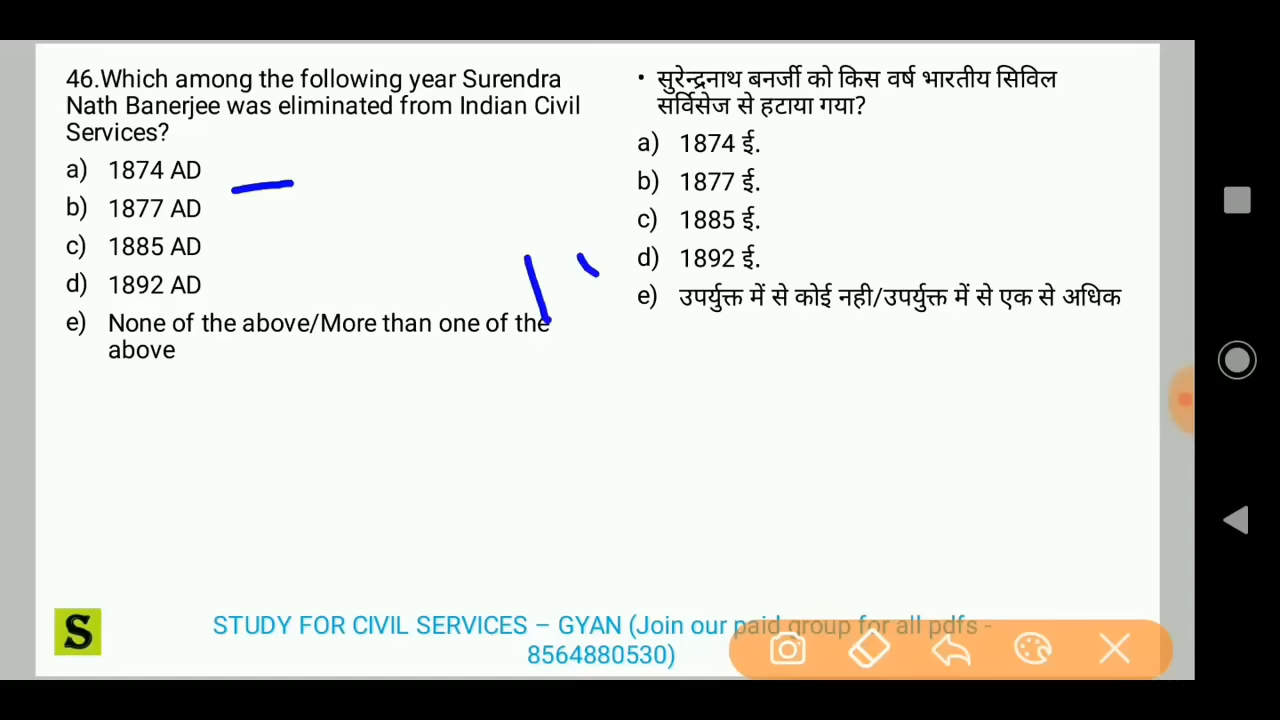 46.Which among the following year Surendra
Nath Banerjee was eliminated from Indian Civil
Services?
a) 1874 AD
b) 1877 AD
c) 1885 AD
d) 1892 AD
e) None of the above/More than one of the
above
• सुरेन्द्रनाथ बनर्जी को किस वर्ष भारतीय सिविल
सर्विसेज से हटाया गया?
a) 1874 ई.
b) 1877 ई.
c) 1885 ई.
d) 1892 ई.
e) उपर्युक्त में से कोई नही/उपर्युक्त में से एक से अधिक
S
STUDY FOR CIVIL SERVICES – GYAN (Join our paid group for all pdfs -
8564880530)